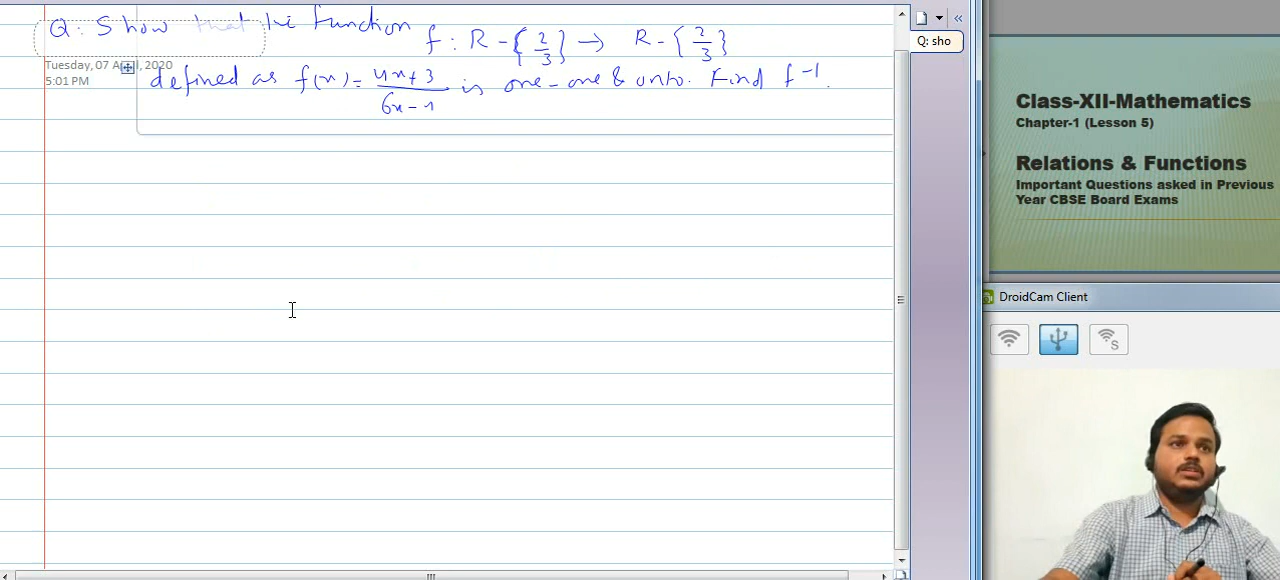 Q: Show that the function f : R - { 2/3 } → R - { 2/3 }
Tuesday, 07 April, 2020
5:01 PM
defined as f(x) = 4x+3 / 6x-4 is one-one & onto. Find f⁻¹.
Q: sho
Class-XII-Mathematics
Chapter-1 (Lesson 5)
Relations & Functions
Important Questions asked in Previous
Year CBSE Board Exams
DroidCam Client
S